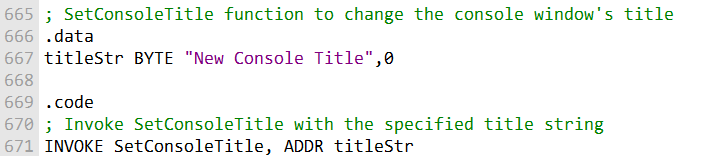 665 ; SetConsoleTitle function to change the console window's title
666 .data
667 titleStr BYTE "New Console Title",0
668
669 .code
670 ; Invoke SetConsoleTitle with the specified title string
671 INVOKE SetConsoleTitle, ADDR titleStr